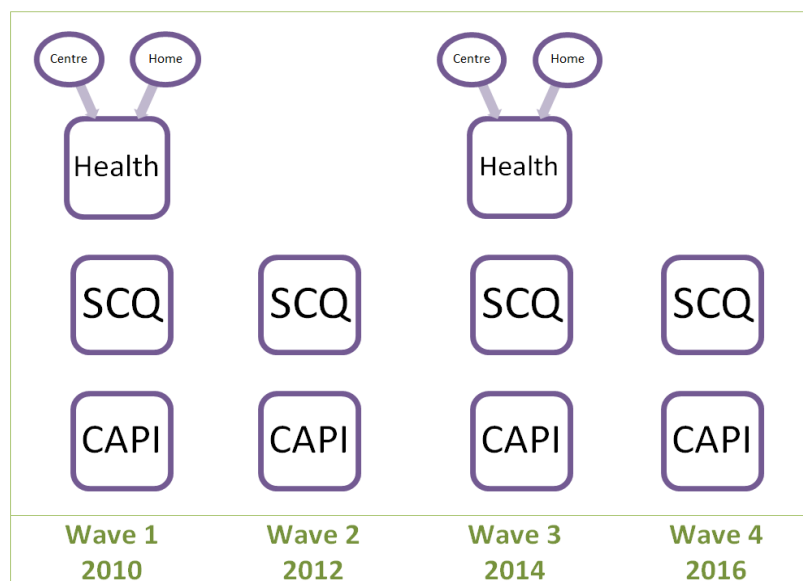 Centre Home Centre Home
Health Health
SCQ SCQ SCQ SCQ
CAPI CAPI CAPI CAPI
Wave 1 Wave 2 Wave 3 Wave 4
2010 2012 2014 2016